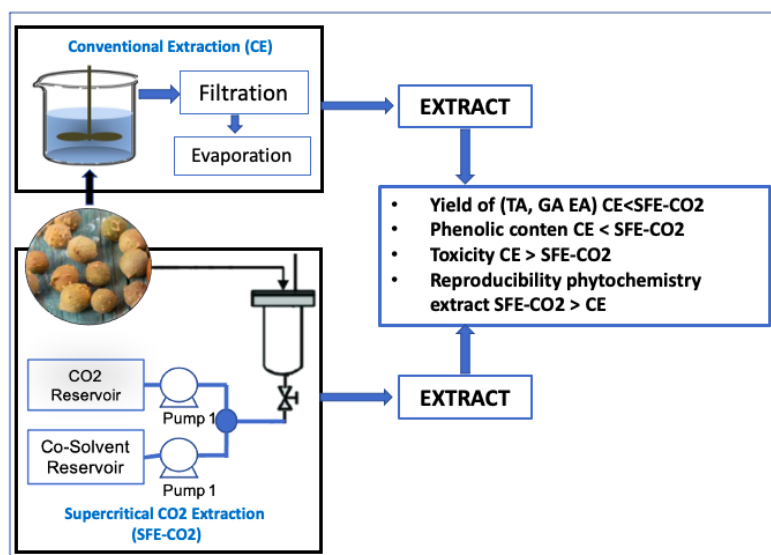 Conventional Extraction (CE)
Filtration
Evaporation
EXTRACT
Yield of (TA, GA EA) CE<SFE-CO2
Phenolic conten CE < SFE-CO2
Toxicity CE > SFE-CO2
Reproducibility phytochemistry
extract SFE-CO2 > CE
CO2
Reservoir
Pump 1
Co-Solvent
Reservoir
Pump 1
EXTRACT
Supercritical CO2 Extraction
(SFE-CO2)